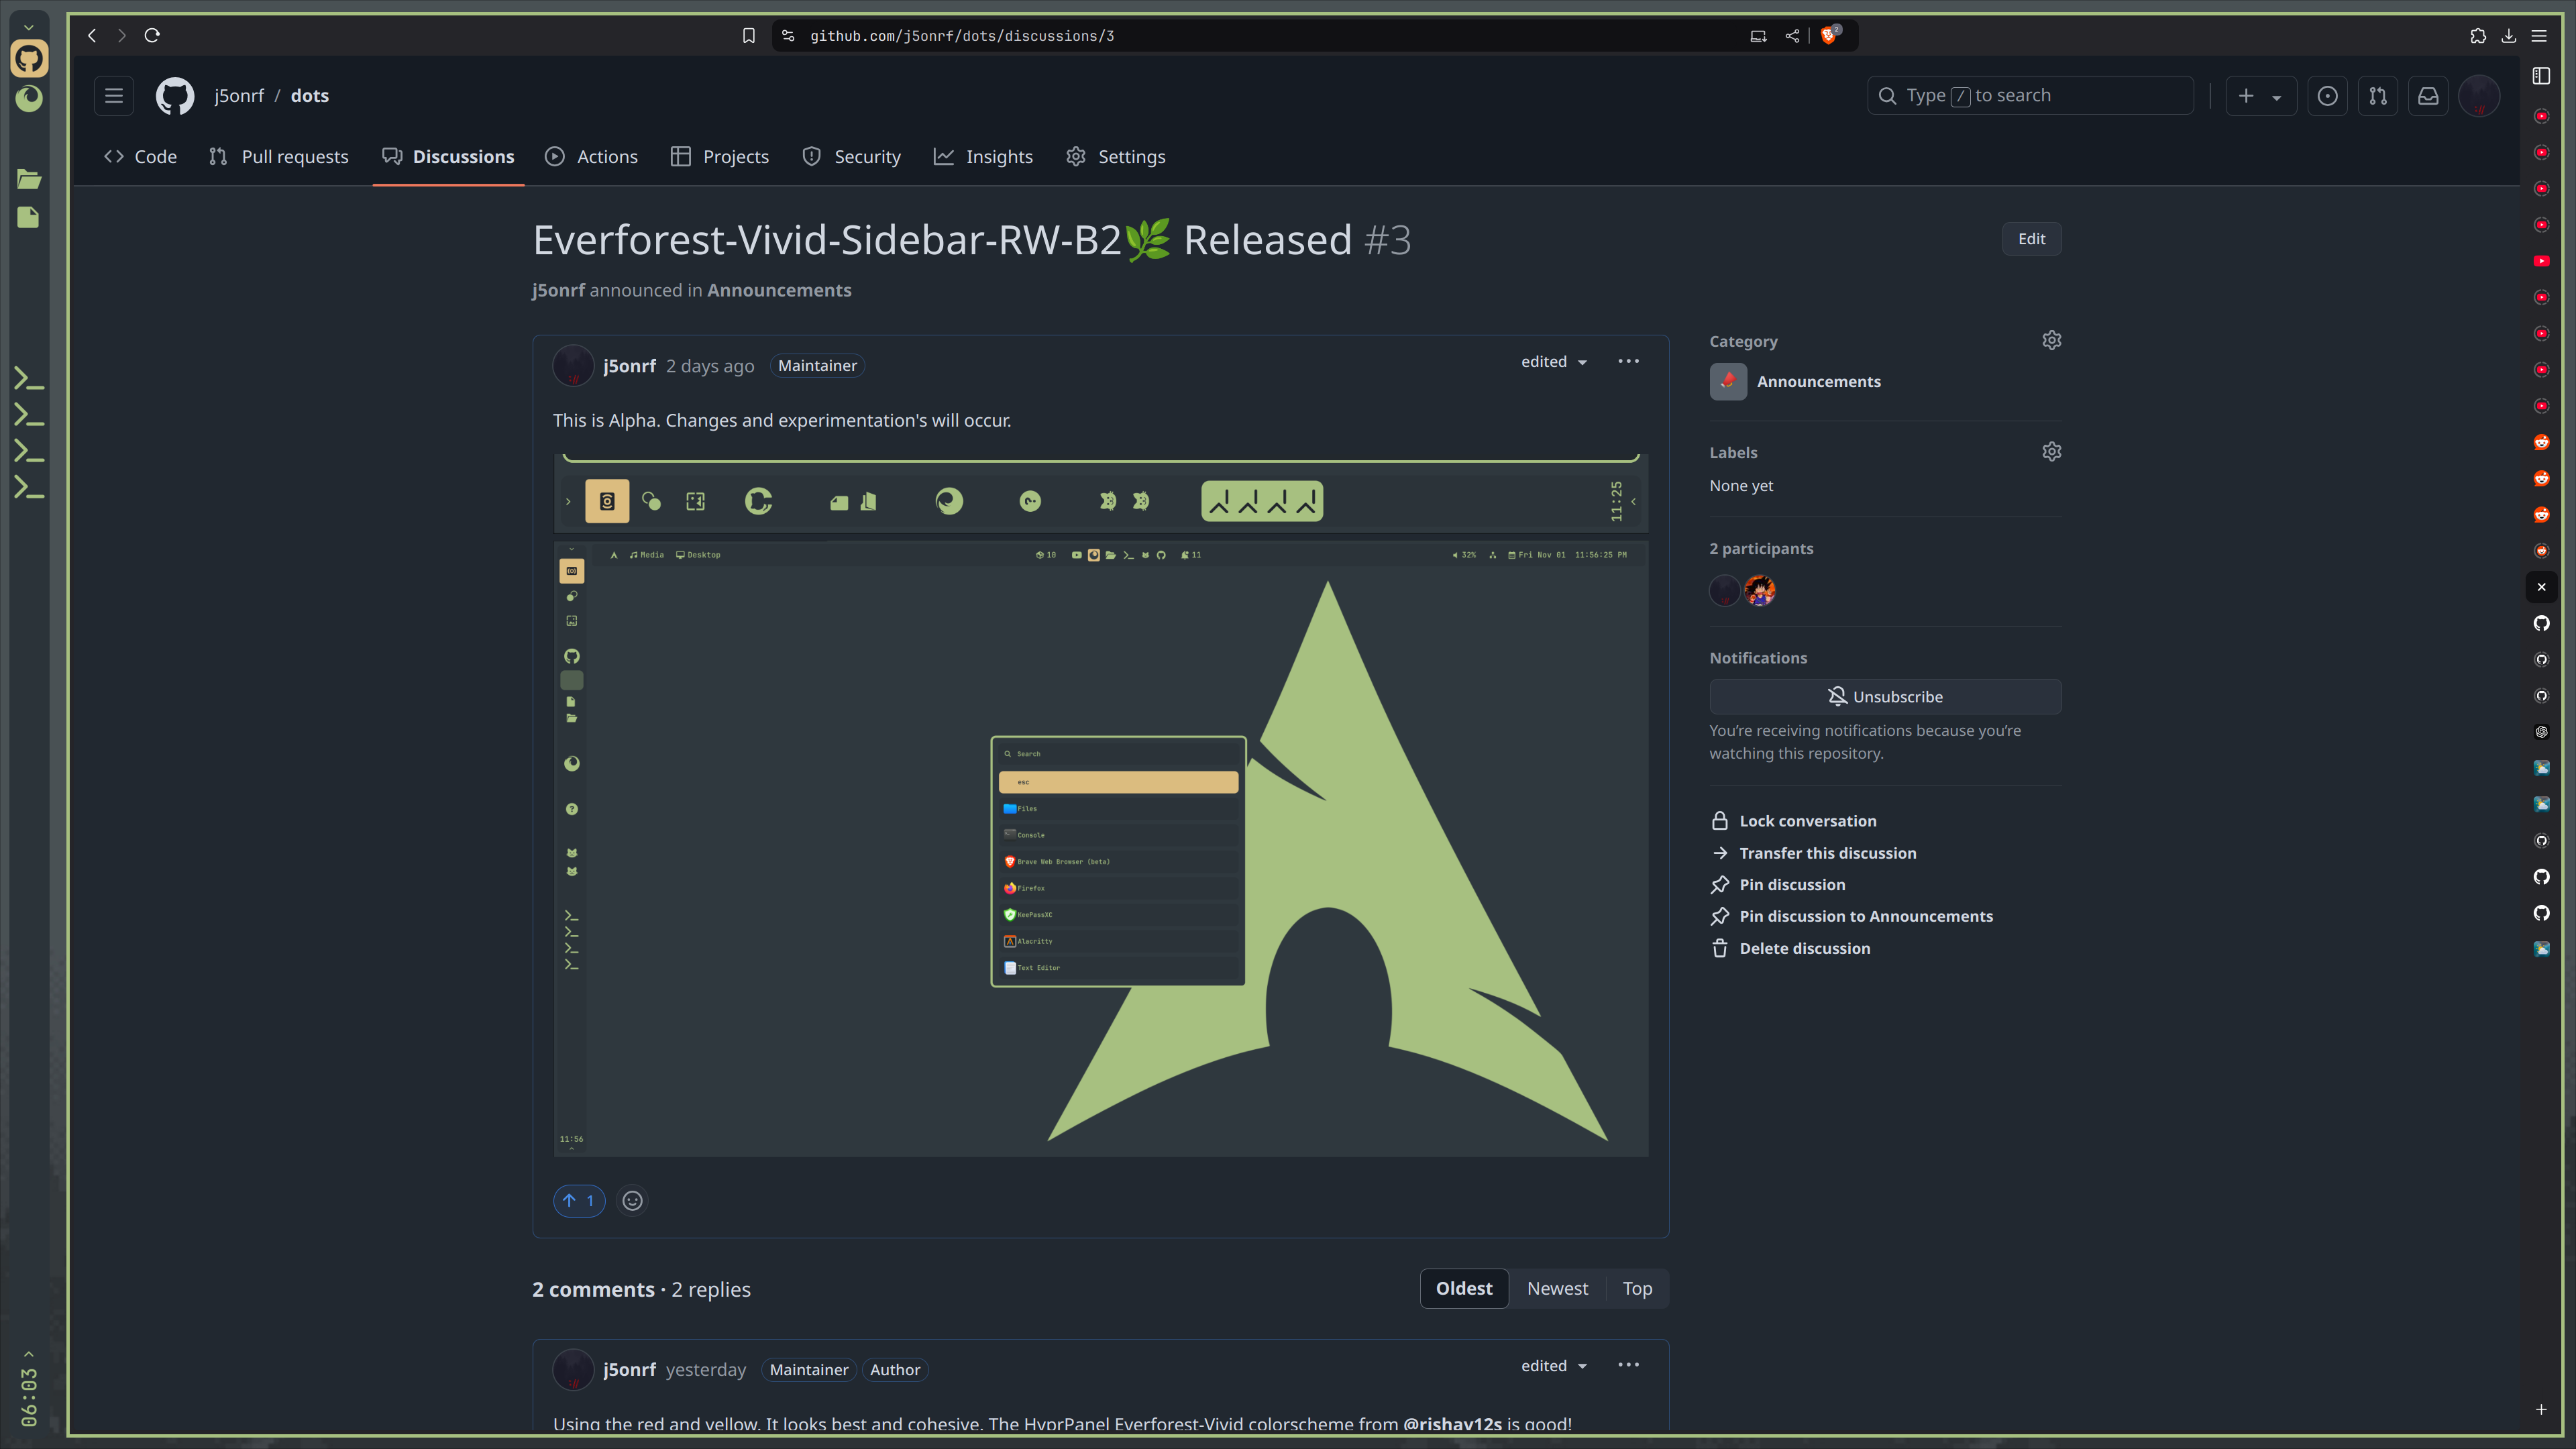 github.com/j5onrf/dots/discussions/3
2
j5onrf / dots
Type / to search
Code
Pull requests
Discussions
Actions
Projects
Security
Insights
Settings
Everforest-Vivid-Sidebar-RW-B2🌿 Released #3
Edit
j5onrf announced in Announcements
j5onrf 2 days ago Maintainer
edited
This is Alpha. Changes and experimentation's will occur.
11:25
Media Desktop
10
11
32% Fri Nov 01 11:56:25 PM
Search
esc
Files
Console
Brave Web Browser (beta)
Firefox
KeePassXC
Alacritty
Text Editor
11:56
1
2 comments · 2 replies
Oldest Newest Top
j5onrf yesterday Maintainer Author
edited
Using the red and yellow. It looks best and cohesive. The HyprPanel Everforest-Vivid colorscheme from @rishav12s is good!
Category
Announcements
Labels
None yet
2 participants
Notifications
Unsubscribe
You're receiving notifications because you're
watching this repository.
Lock conversation
Transfer this discussion
Pin discussion
Pin discussion to Announcements
Delete discussion
06:03